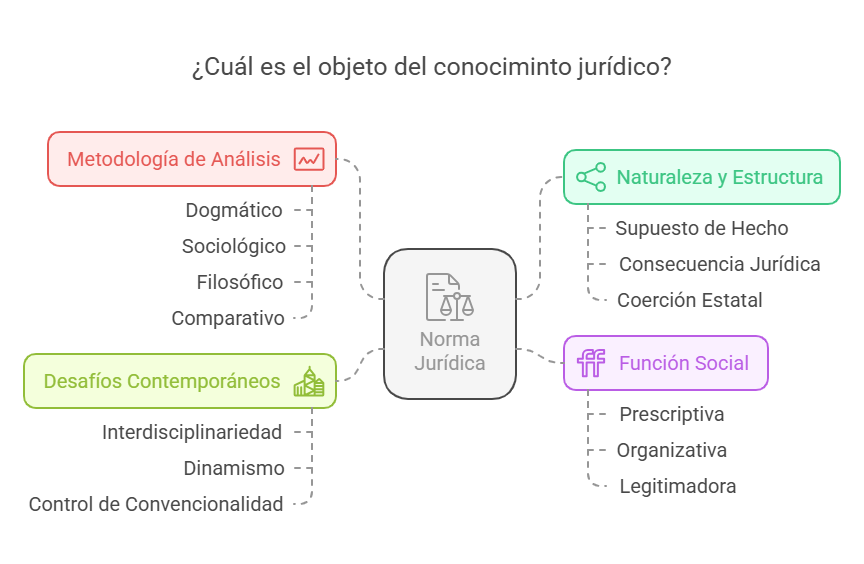 ¿Cuál es el objeto del conociminto jurídico?
Metodología de Análisis
Dogmático
Sociológico
Filosófico
Comparativo
Desafíos Contemporáneos
Interdisciplinariedad
Dinamismo
Control de Convencionalidad
Norma
Jurídica
Naturaleza y Estructura
Supuesto de Hecho
Consecuencia Jurídica
Coerción Estatal
Función Social
Prescriptiva
Organizativa
Legitimadora